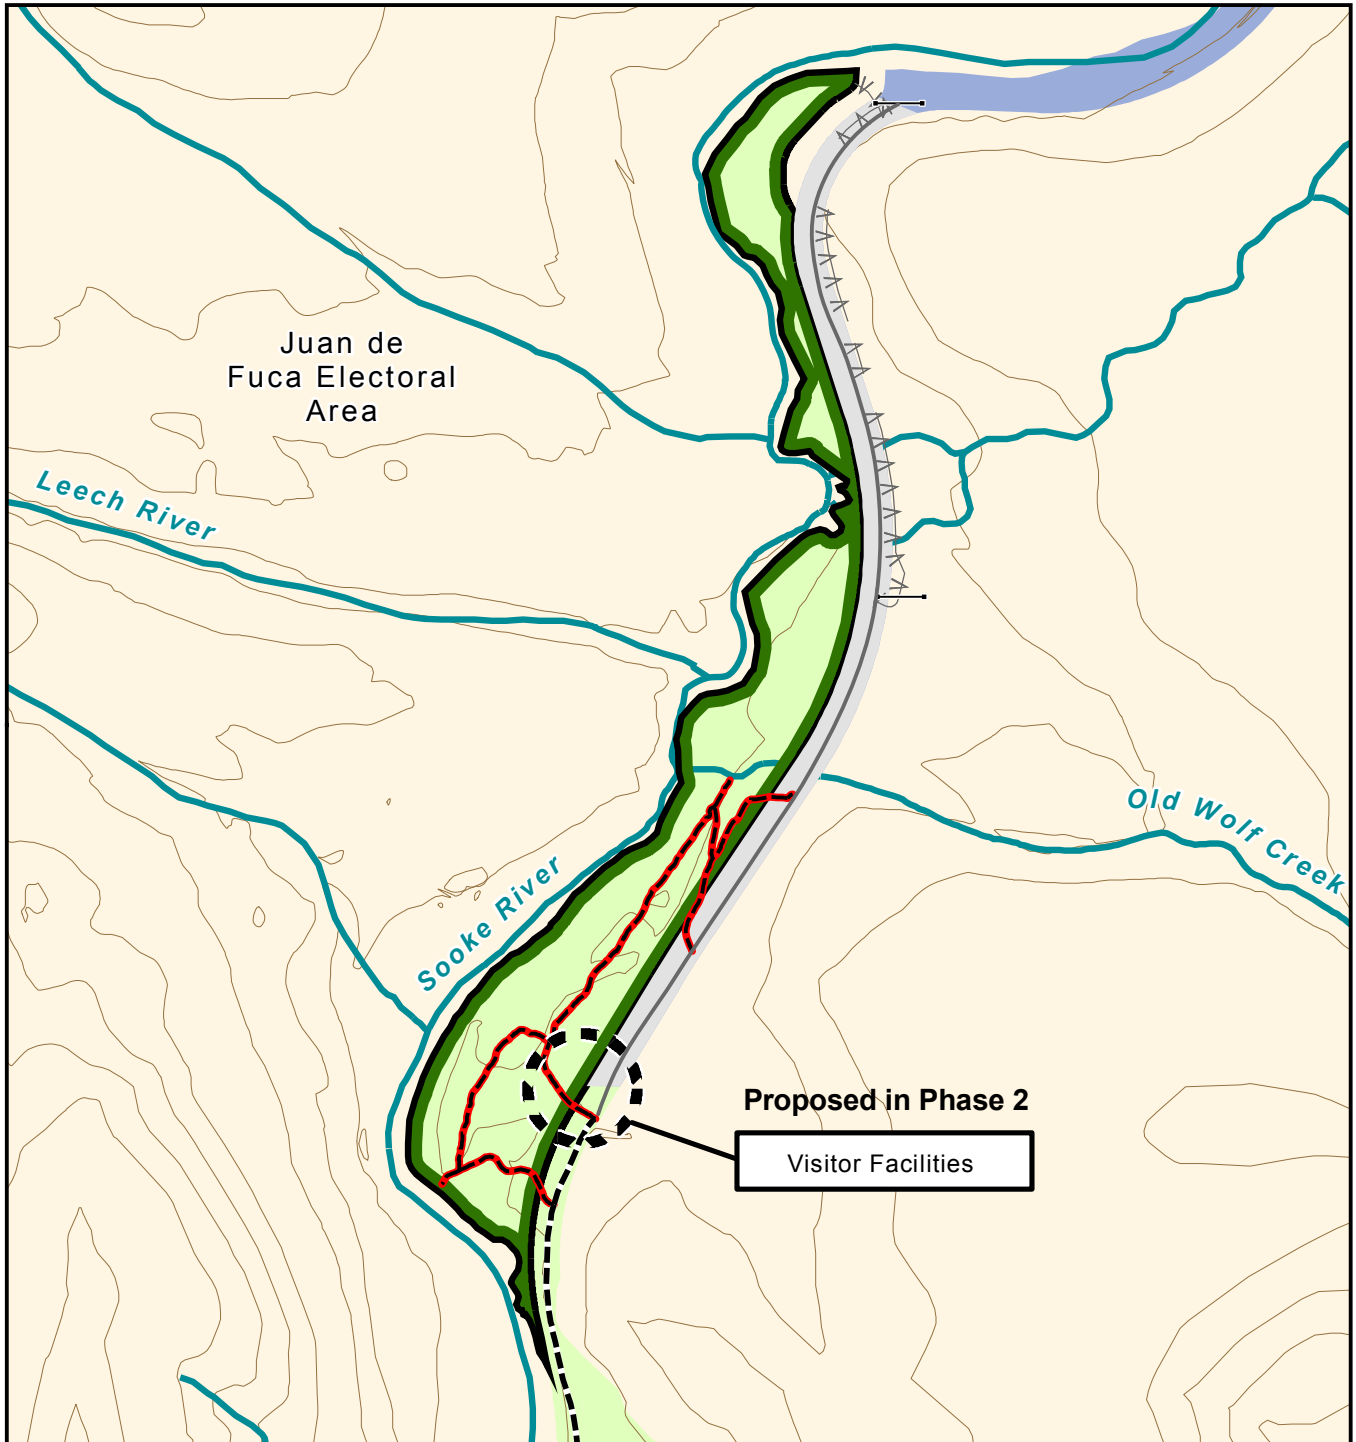 Juan de
Fuca Electoral
Area
Leech River
Old Wolf Creek
Sooke River
Proposed in Phase 2
Visitor Facilities